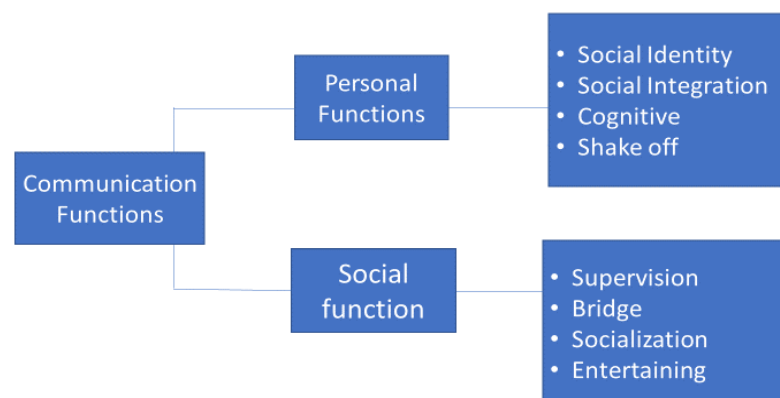 Communication
Functions
Personal
Functions
• Social Identity
• Social Integration
• Cognitive
• Shake off
Social
function
• Supervision
• Bridge
• Socialization
• Entertaining